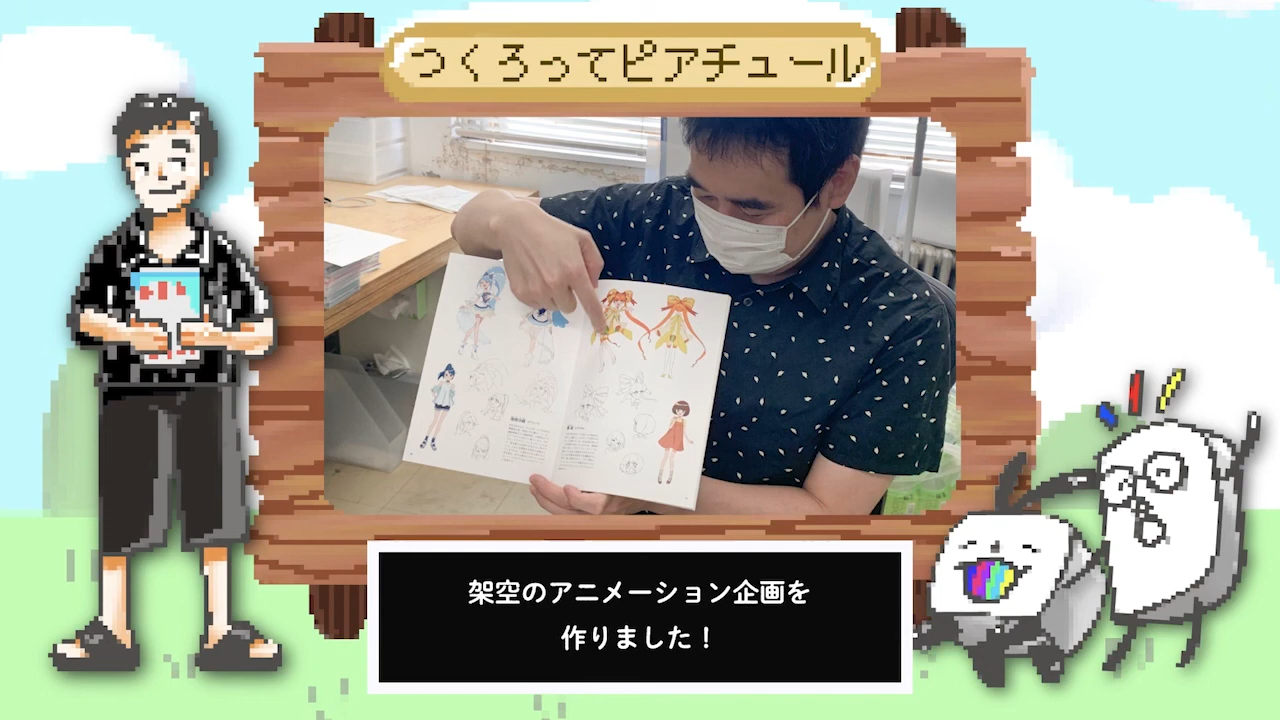 つくろってピアチュール
架空のアニメーション企画を
作りました！